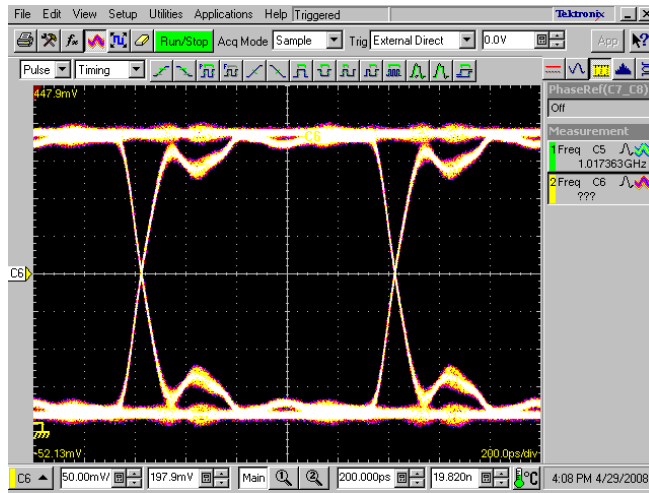 File Edit View Setup Utilities Applications Help Triggered Tektronix
Run/Stop Acq Mode Sample Trig External Direct 0.0V App
Pulse Timing
447.9mV
PhaseRef(C7_C8)
Off
C6
Measurement
1 Freq C5
1.017363GHz
2 Freq C6
???
C6
-52.13mV
200.0ps/div
C6 50.00mV/ 197.9mV Main 1 2 200.000ps 19.820n °C 4:08 PM 4/29/2008